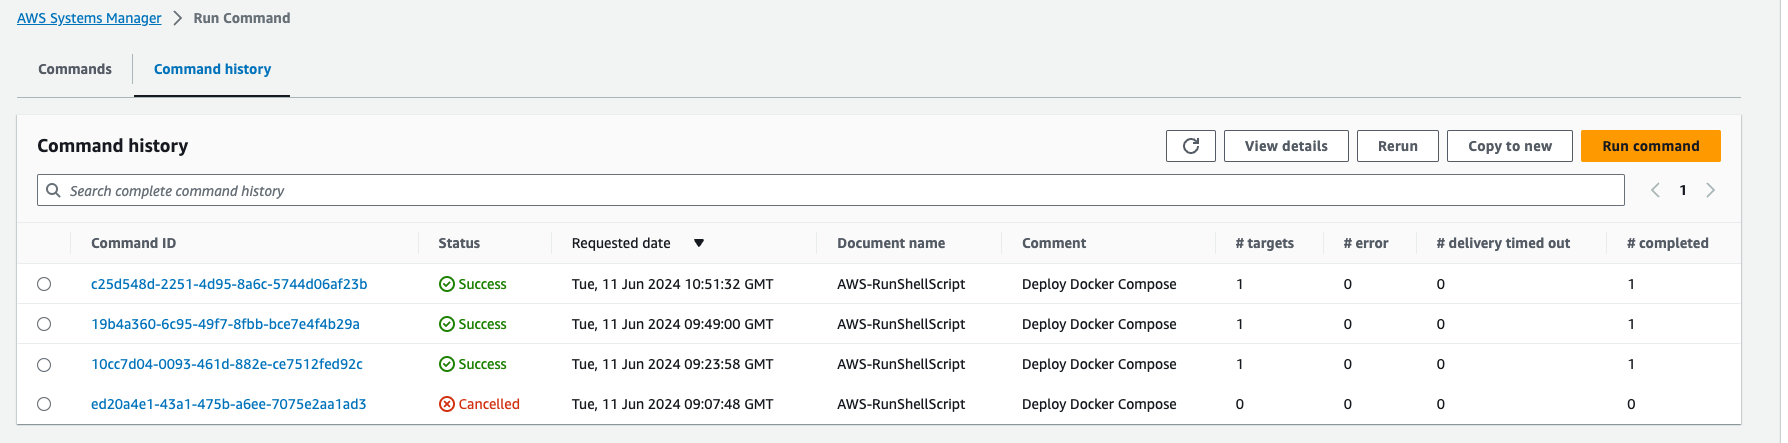 AWS Systems Manager > Run Command
Commands Command history
Command history View details Rerun Copy to new Run command
Search complete command history 1
Command ID Status Requested date Document name Comment # targets # error # delivery timed out # completed
c25d548d-2251-4d95-8a6c-5744d06af23b Success Tue, 11 Jun 2024 10:51:32 GMT AWS-RunShellScript Deploy Docker Compose 1 0 0 1
19b4a360-6c95-49f7-8fbb-bce7e4f4b29a Success Tue, 11 Jun 2024 09:49:00 GMT AWS-RunShellScript Deploy Docker Compose 1 0 0 1
10cc7d04-0093-461d-882e-ce7512fed92c Success Tue, 11 Jun 2024 09:23:58 GMT AWS-RunShellScript Deploy Docker Compose 1 0 0 1
ed20a4e1-43a1-475b-a6ee-7075e2aa1ad3 Cancelled Tue, 11 Jun 2024 09:07:48 GMT AWS-RunShellScript Deploy Docker Compose 0 0 0 0